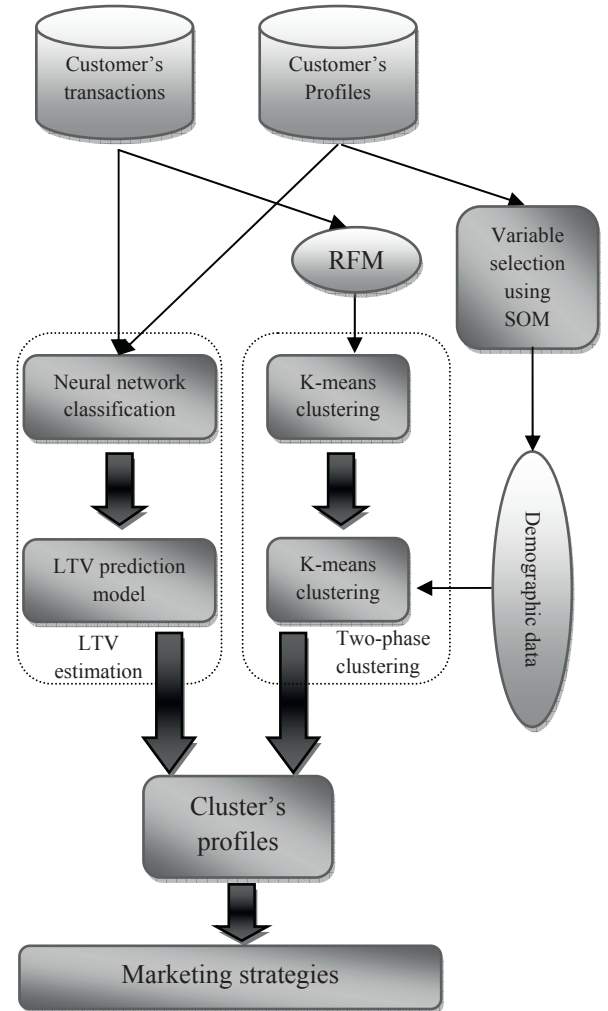 Customer's
transactions
Customer's
Profiles
RFM
Variable
selection
using
SOM
Neural network
classification
K-means
clustering
LTV prediction
model
K-means
clustering
Demographic data
LTV
estimation
Two-phase
clustering
Cluster's
profiles
Marketing strategies